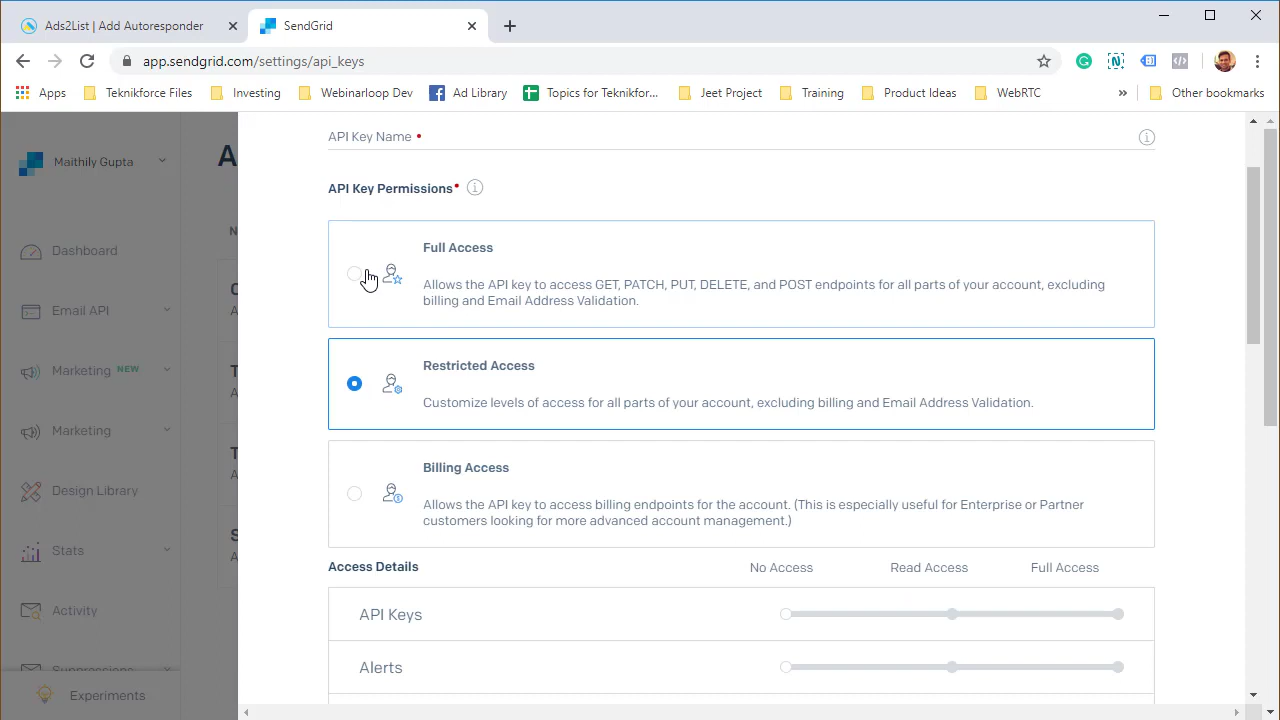 Ads2List | Add Autoresponder
SendGrid
app.sendgrid.com/settings/api_keys
Apps
Teknikforce Files
Investing
Webinarloop Dev
Ad Library
Topics for Teknikfor...
Jeet Project
Training
Product Ideas
WebRTC
»
Other bookmarks
Maithily Gupta
A
Dashboard
Email API
Marketing NEW
Marketing
Design Library
Stats
Activity
Suppressions
Experiments
N
API Key Name •
API Key Permissions•
Full Access
Allows the API key to access GET, PATCH, PUT, DELETE, and POST endpoints for all parts of your account, excluding
billing and Email Address Validation.
Restricted Access
Customize levels of access for all parts of your account, excluding billing and Email Address Validation.
Billing Access
Allows the API key to access billing endpoints for the account. (This is especially useful for Enterprise or Partner
customers looking for more advanced account management.)
Access Details No Access Read Access Full Access
API Keys
Alerts